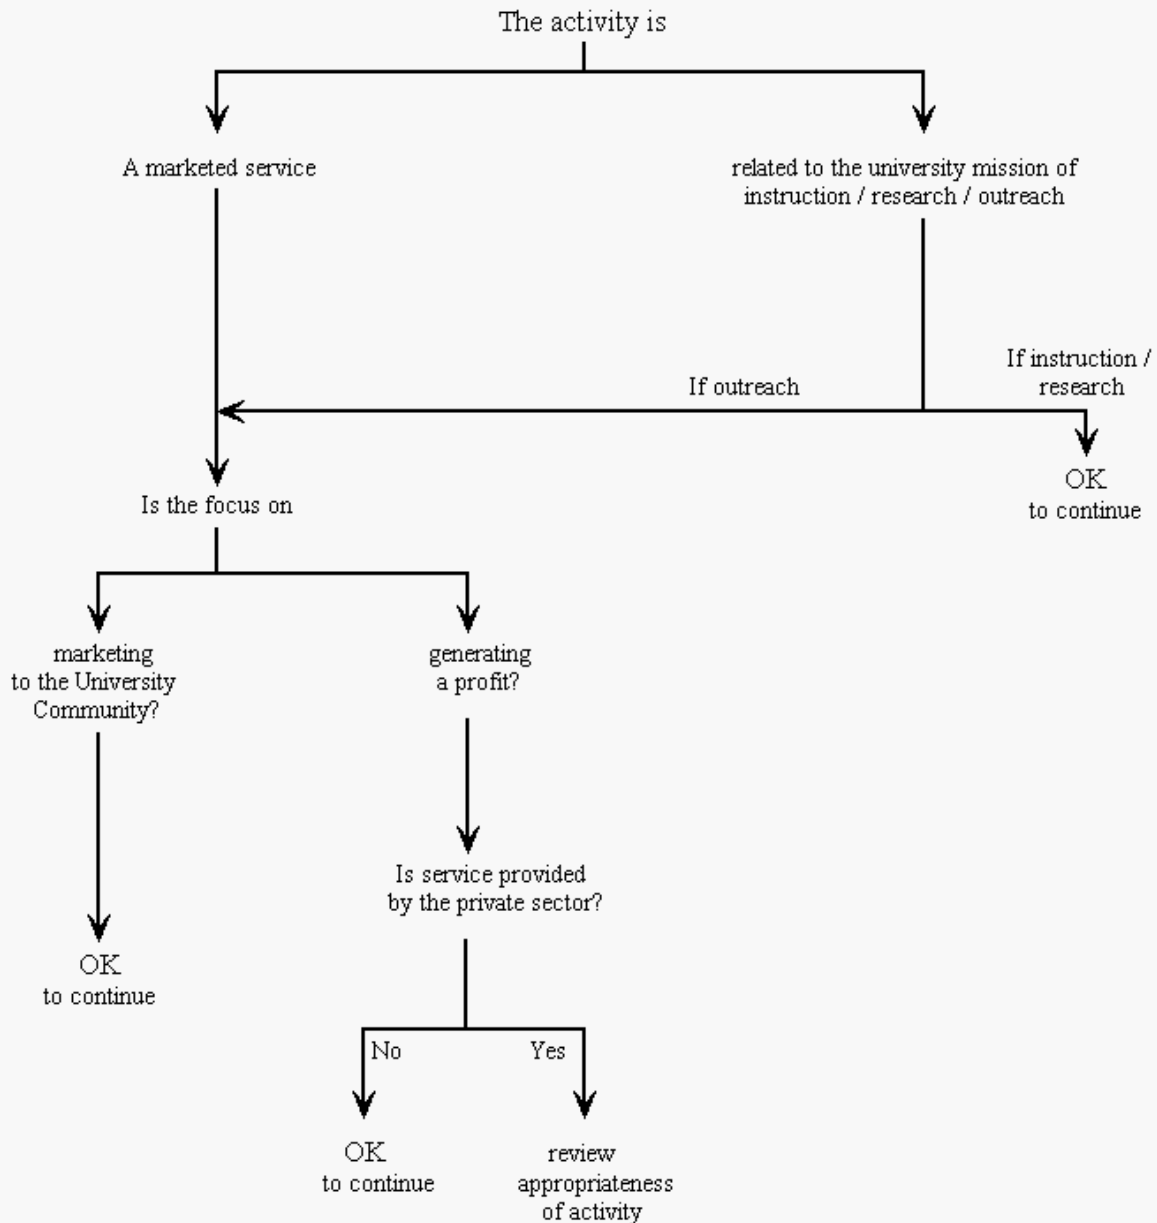 The activity is
A marketed service
related to the university mission of
instruction / research / outreach
If outreach
If instruction /
research
OK
to continue
Is the focus on
marketing
to the University
Community?
generating
a profit?
Is service provided
by the private sector?
OK
to continue
No
Yes
OK
to continue
review
appropriateness
of activity